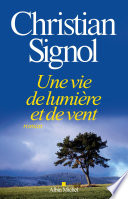 Christian
Signol
Une vie
de lumière
et de vent
roman
Albin Michel